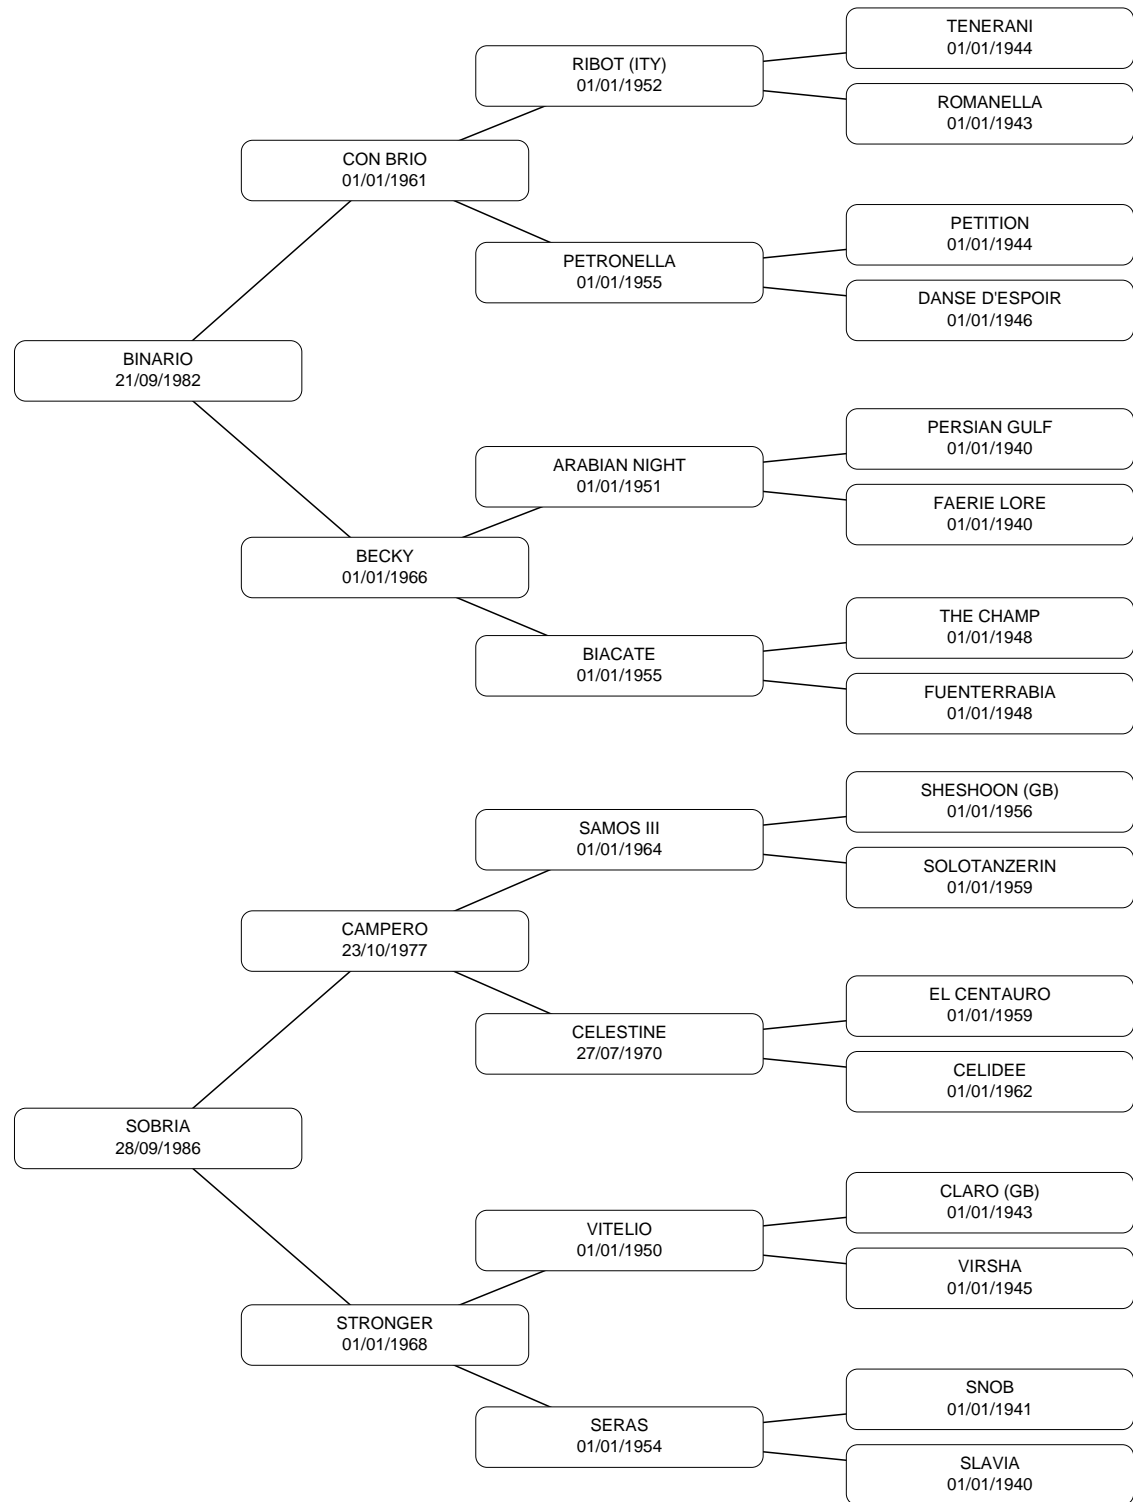 TENERANI
01/01/1944
RIBOT (ITY)
01/01/1952
ROMANELLA
01/01/1943
CON BRIO
01/01/1961
PETITION
01/01/1944
PETRONELLA
01/01/1955
DANSE D'ESPOIR
01/01/1946
BINARIO
21/09/1982
PERSIAN GULF
01/01/1940
ARABIAN NIGHT
01/01/1951
FAERIE LORE
01/01/1940
BECKY
01/01/1966
THE CHAMP
01/01/1948
BIACATE
01/01/1955
FUENTERRABIA
01/01/1948
SHESHOON (GB)
01/01/1956
SAMOS III
01/01/1964
SOLOTANZERIN
01/01/1959
CAMPERO
23/10/1977
EL CENTAURO
01/01/1959
CELESTINE
27/07/1970
CELIDEE
01/01/1962
SOBRIA
28/09/1986
CLARO (GB)
01/01/1943
VITELIO
01/01/1950
VIRSHA
01/01/1945
STRONGER
01/01/1968
SNOB
01/01/1941
SERAS
01/01/1954
SLAVIA
01/01/1940